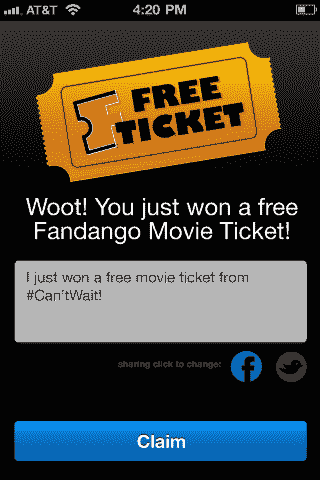 AT&T 4:20 PM
FREE
TICKET
Woot! You just won a free
Fandango Movie Ticket!
I just won a free movie ticket from
#Can'tWait!
sharing click to change:
Claim